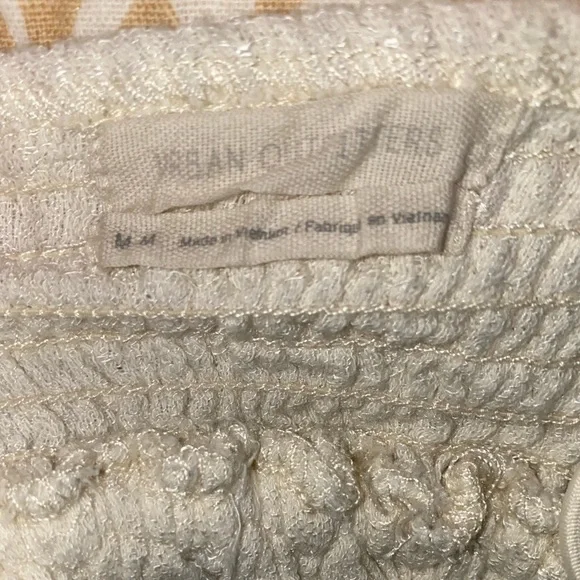 URBAN OUTFITTERS
M-M Made in Vietnam / Fabriqué en Vietnam